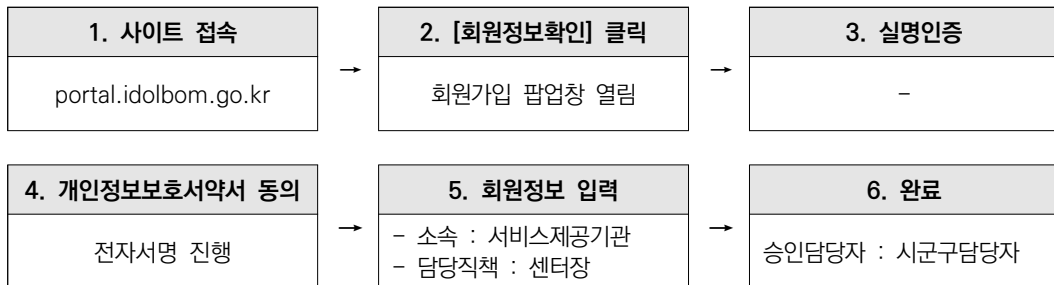 1. 사이트 접속
portal.idolbom.go.kr
→
2. [회원정보확인] 클릭
회원가입 팝업창 열림
→
3. 실명인증
-
4. 개인정보보호서약서 동의
전자서명 진행
→
5. 회원정보 입력
- 소속 : 서비스제공기관
- 담당직책 : 센터장
→
6. 완료
승인담당자 : 시군구담당자